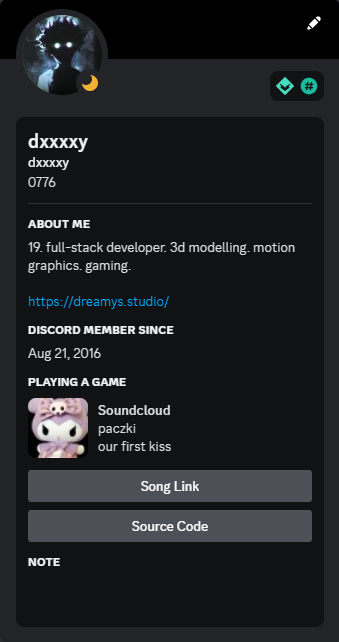 #
dxxxxy
dxxxxy
0776
ABOUT ME
19. full-stack developer. 3d modelling. motion
graphics. gaming.
https://dreamys.studio/
DISCORD MEMBER SINCE
Aug 21, 2016
PLAYING A GAME
Soundcloud
paczki
our first kiss
Song Link
Source Code
NOTE